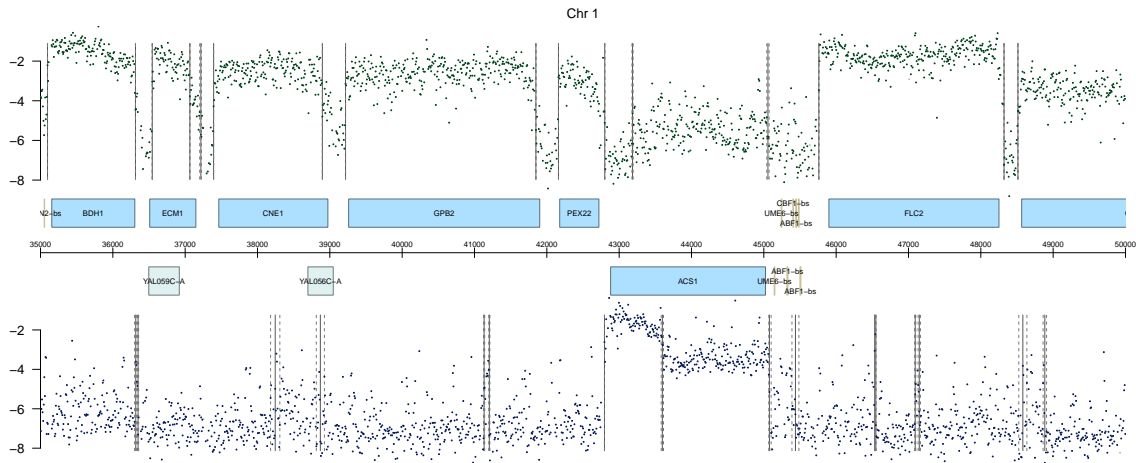 Chr 1
−2
−4
−6
−8
N2−bs BDH1 ECM1 CNE1 GPB2 PEX22 UME6−bs CBF1−bs ABF1−bs FLC2
35000 36000 37000 38000 39000 40000 41000 42000 43000 44000 45000 46000 47000 48000 49000 50000
YAL059C−A YAL056C−A ACS1 UME6−bs ABF1−bs ABF1−bs
−2
−4
−6
−8